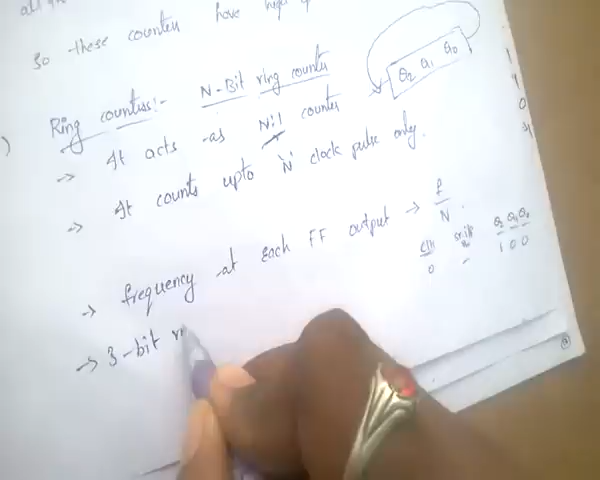 So these counters have high
Q2 Q1 Q0
Ring counters:- N-Bit ring counter
-> It acts -as N:1 counter
-> It counts upto 'N' clock pulse only.
-> frequency at each FF output -> f/N.
Clk Q2 Q1 Q0
0 - 1 0 0
-> 3-bit